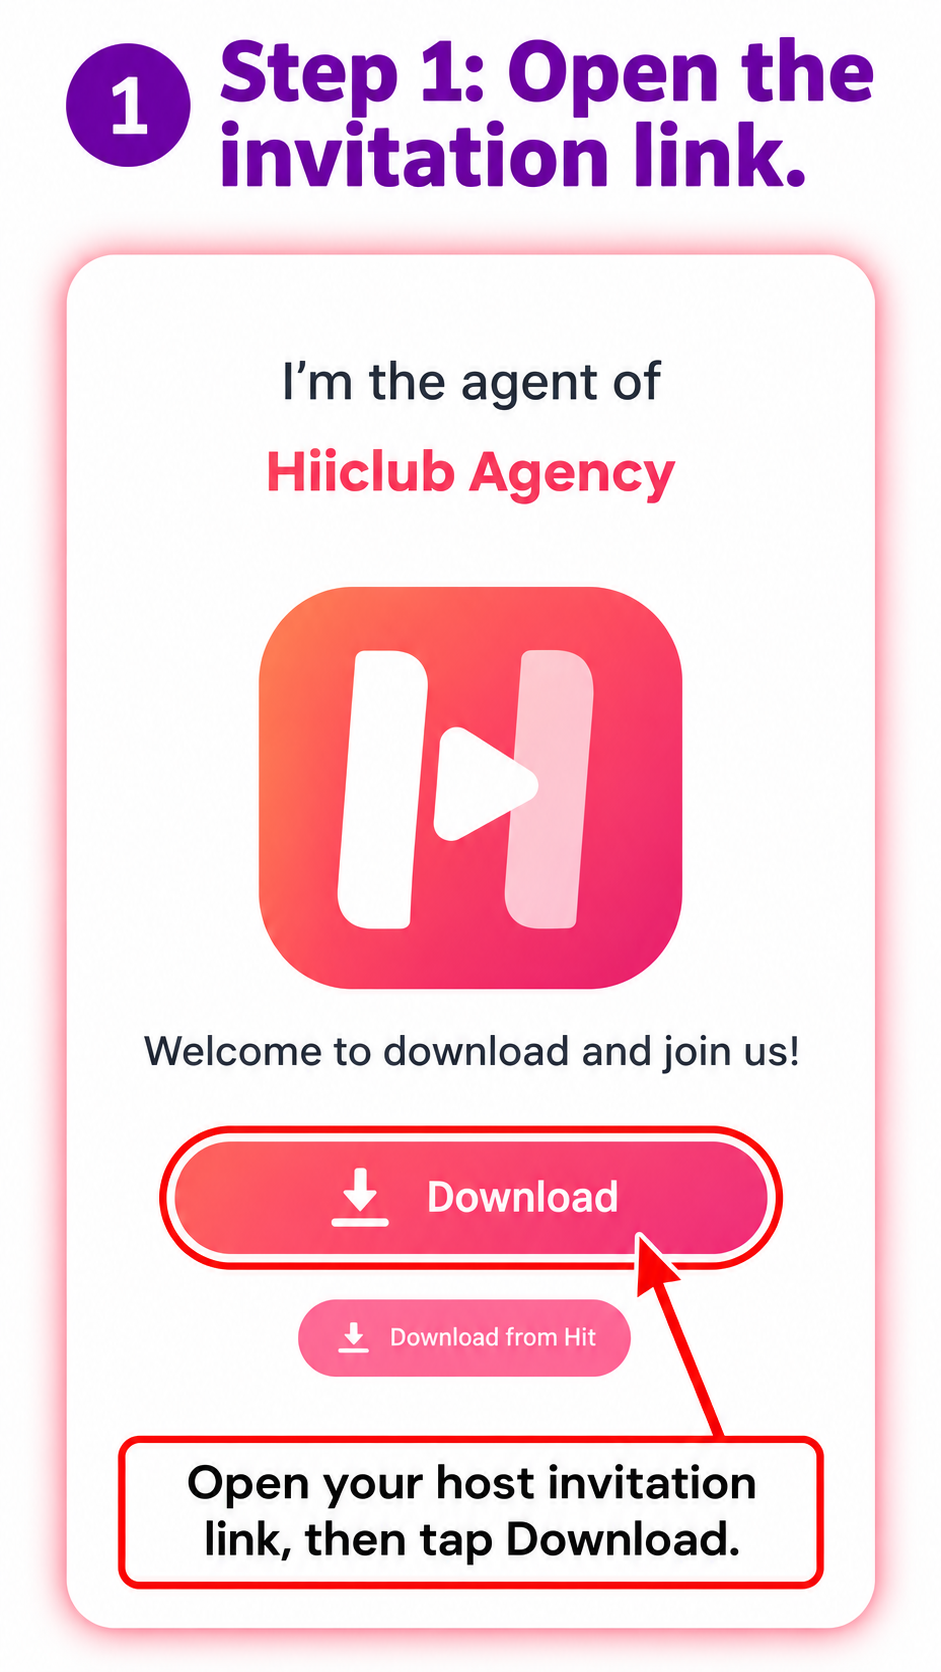 1
Step 1: Open the
invitation link.
I’m the agent of
Hiiclub Agency
Welcome to download and join us!
Download
Download from Hit
Open your host invitation
link, then tap Download.